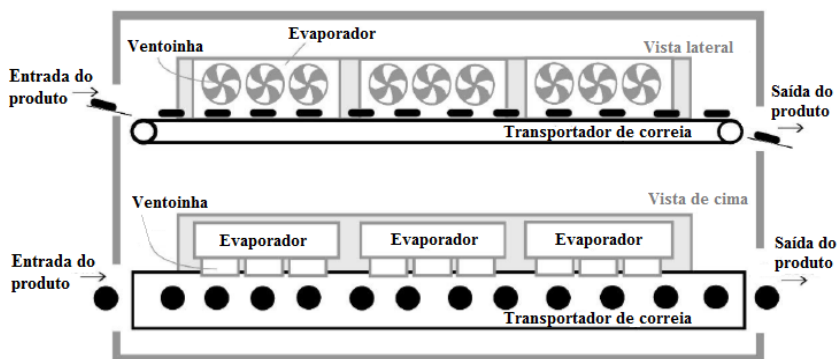 Ventoinha
Evaporador
Vista lateral
Entrada do
produto
Saída do
produto
Transportador de correia
Ventoinha
Vista de cima
Evaporador
Evaporador
Evaporador
Entrada do
produto
Saída do
produto
Transportador de correia